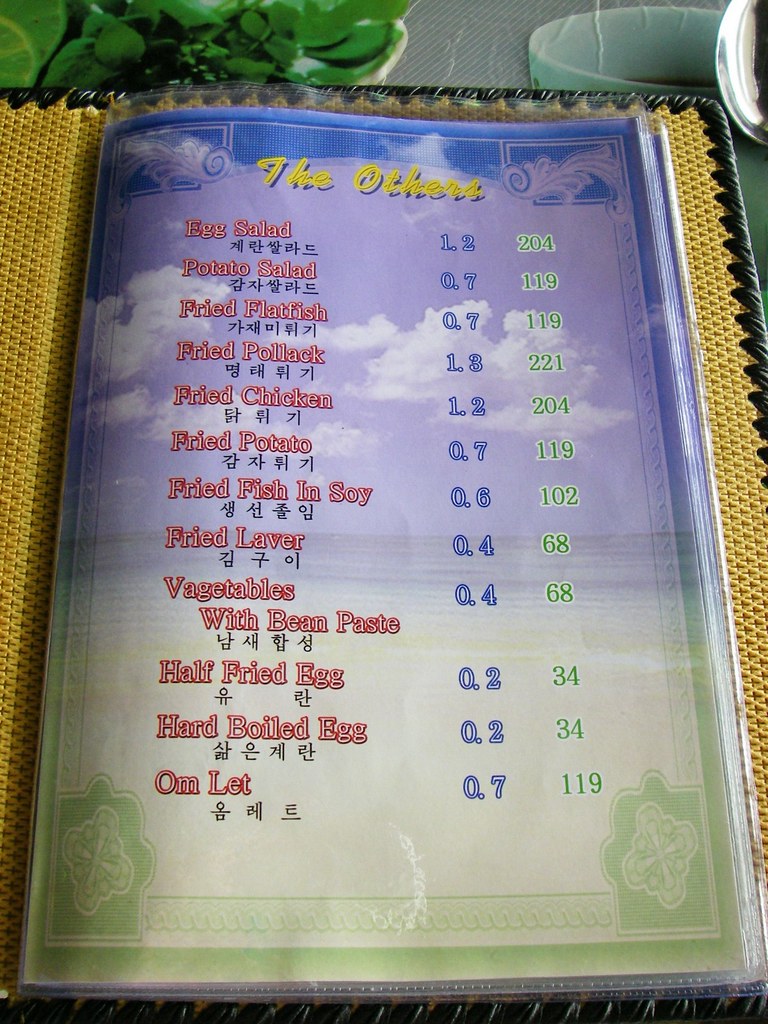 The Others
Egg Salad 1.2 204
계란쌀라드
Potato Salad 0.7 119
감자쌀라드
Fried Flatfish 0.7 119
가재미튀기
Fried Pollack 1.3 221
명태튀기
Fried Chicken 1.2 204
닭튀기
Fried Potato 0.7 119
감자튀기
Fried Fish In Soy 0.6 102
생선졸임
Fried Laver 0.4 68
김구이
Vagetables 0.4 68
With Bean Paste
남새합성
Half Fried Egg 0.2 34
유란
Hard Boiled Egg 0.2 34
삶은계란
Om Let 0.7 119
옴레트